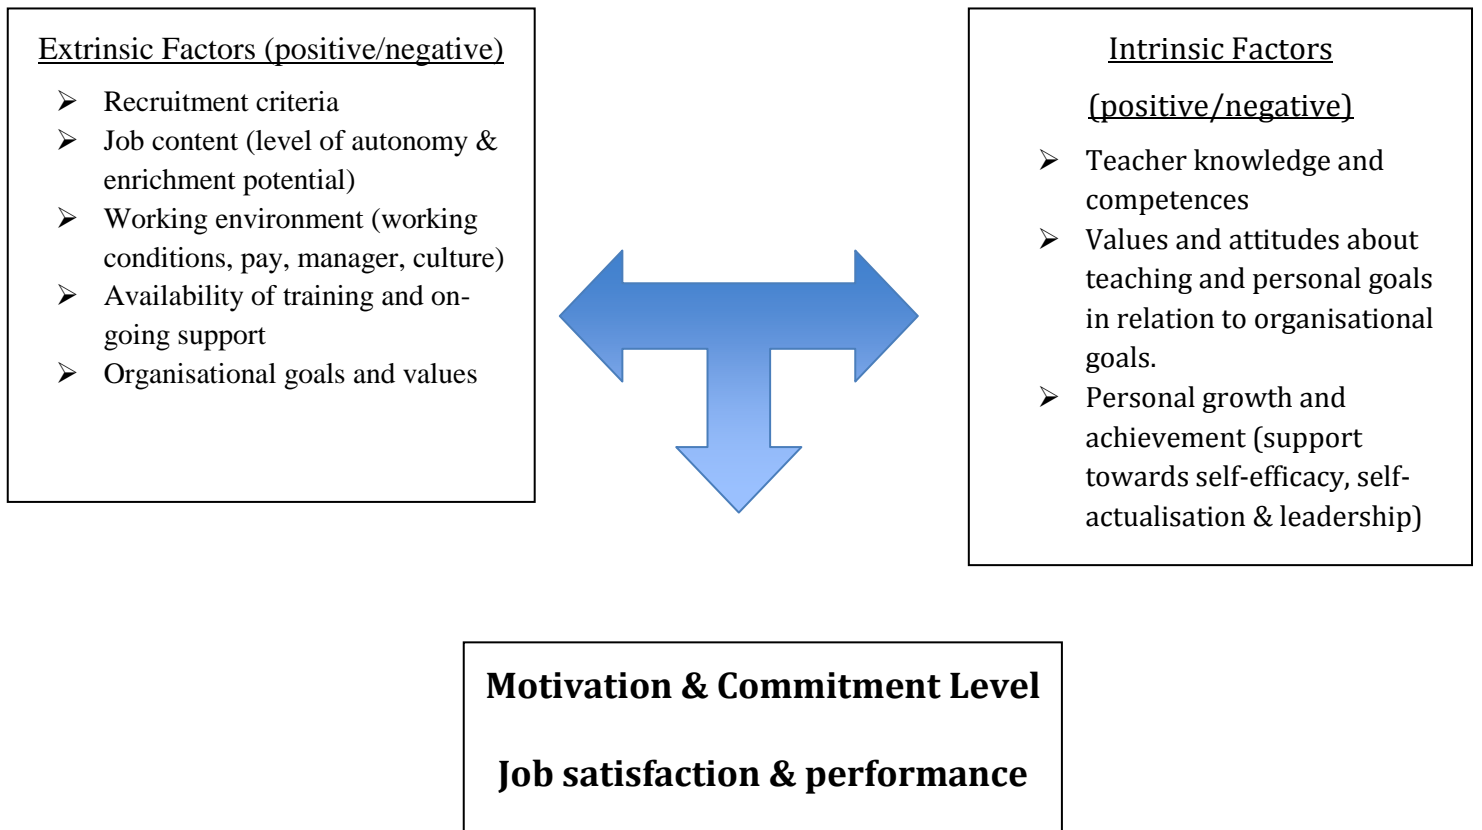 Extrinsic Factors (positive/negative)
➢ Recruitment criteria
➢ Job content (level of autonomy &
enrichment potential)
➢ Working environment (working
conditions, pay, manager, culture)
➢ Availability of training and on-
going support
➢ Organisational goals and values
Intrinsic Factors
(positive/negative)
➢ Teacher knowledge and
competences
➢ Values and attitudes about
teaching and personal goals
in relation to organisational
goals.
➢ Personal growth and
achievement (support
towards self-efficacy, self-
actualisation & leadership)
Motivation & Commitment Level
Job satisfaction & performance